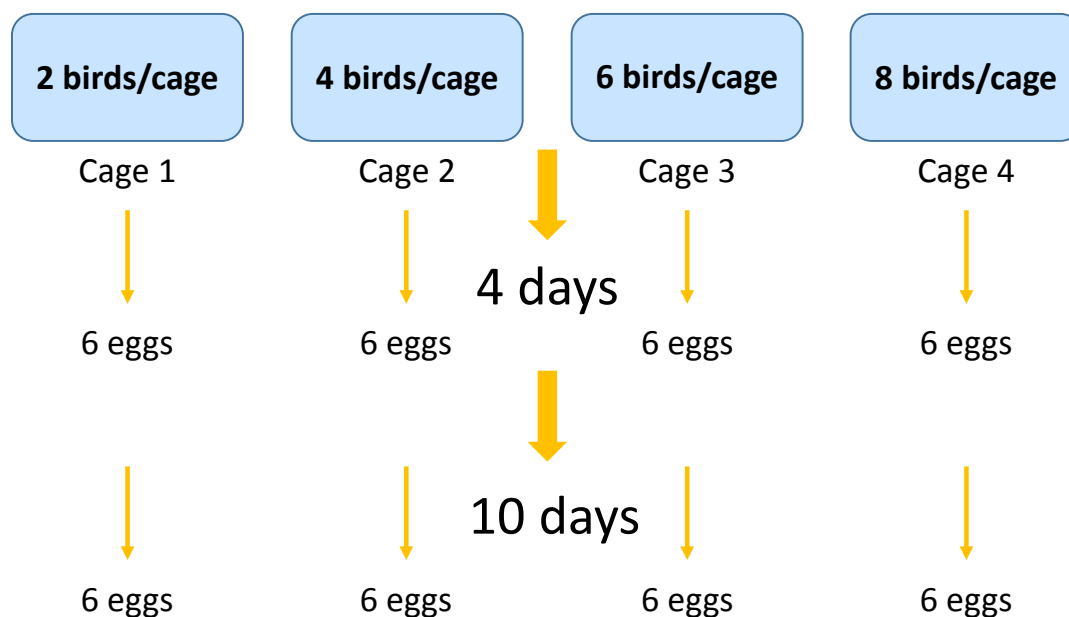 2 birds/cage 4 birds/cage 6 birds/cage 8 birds/cage
Cage 1 Cage 2 Cage 3 Cage 4
4 days
6 eggs 6 eggs 6 eggs 6 eggs
10 days
6 eggs 6 eggs 6 eggs 6 eggs